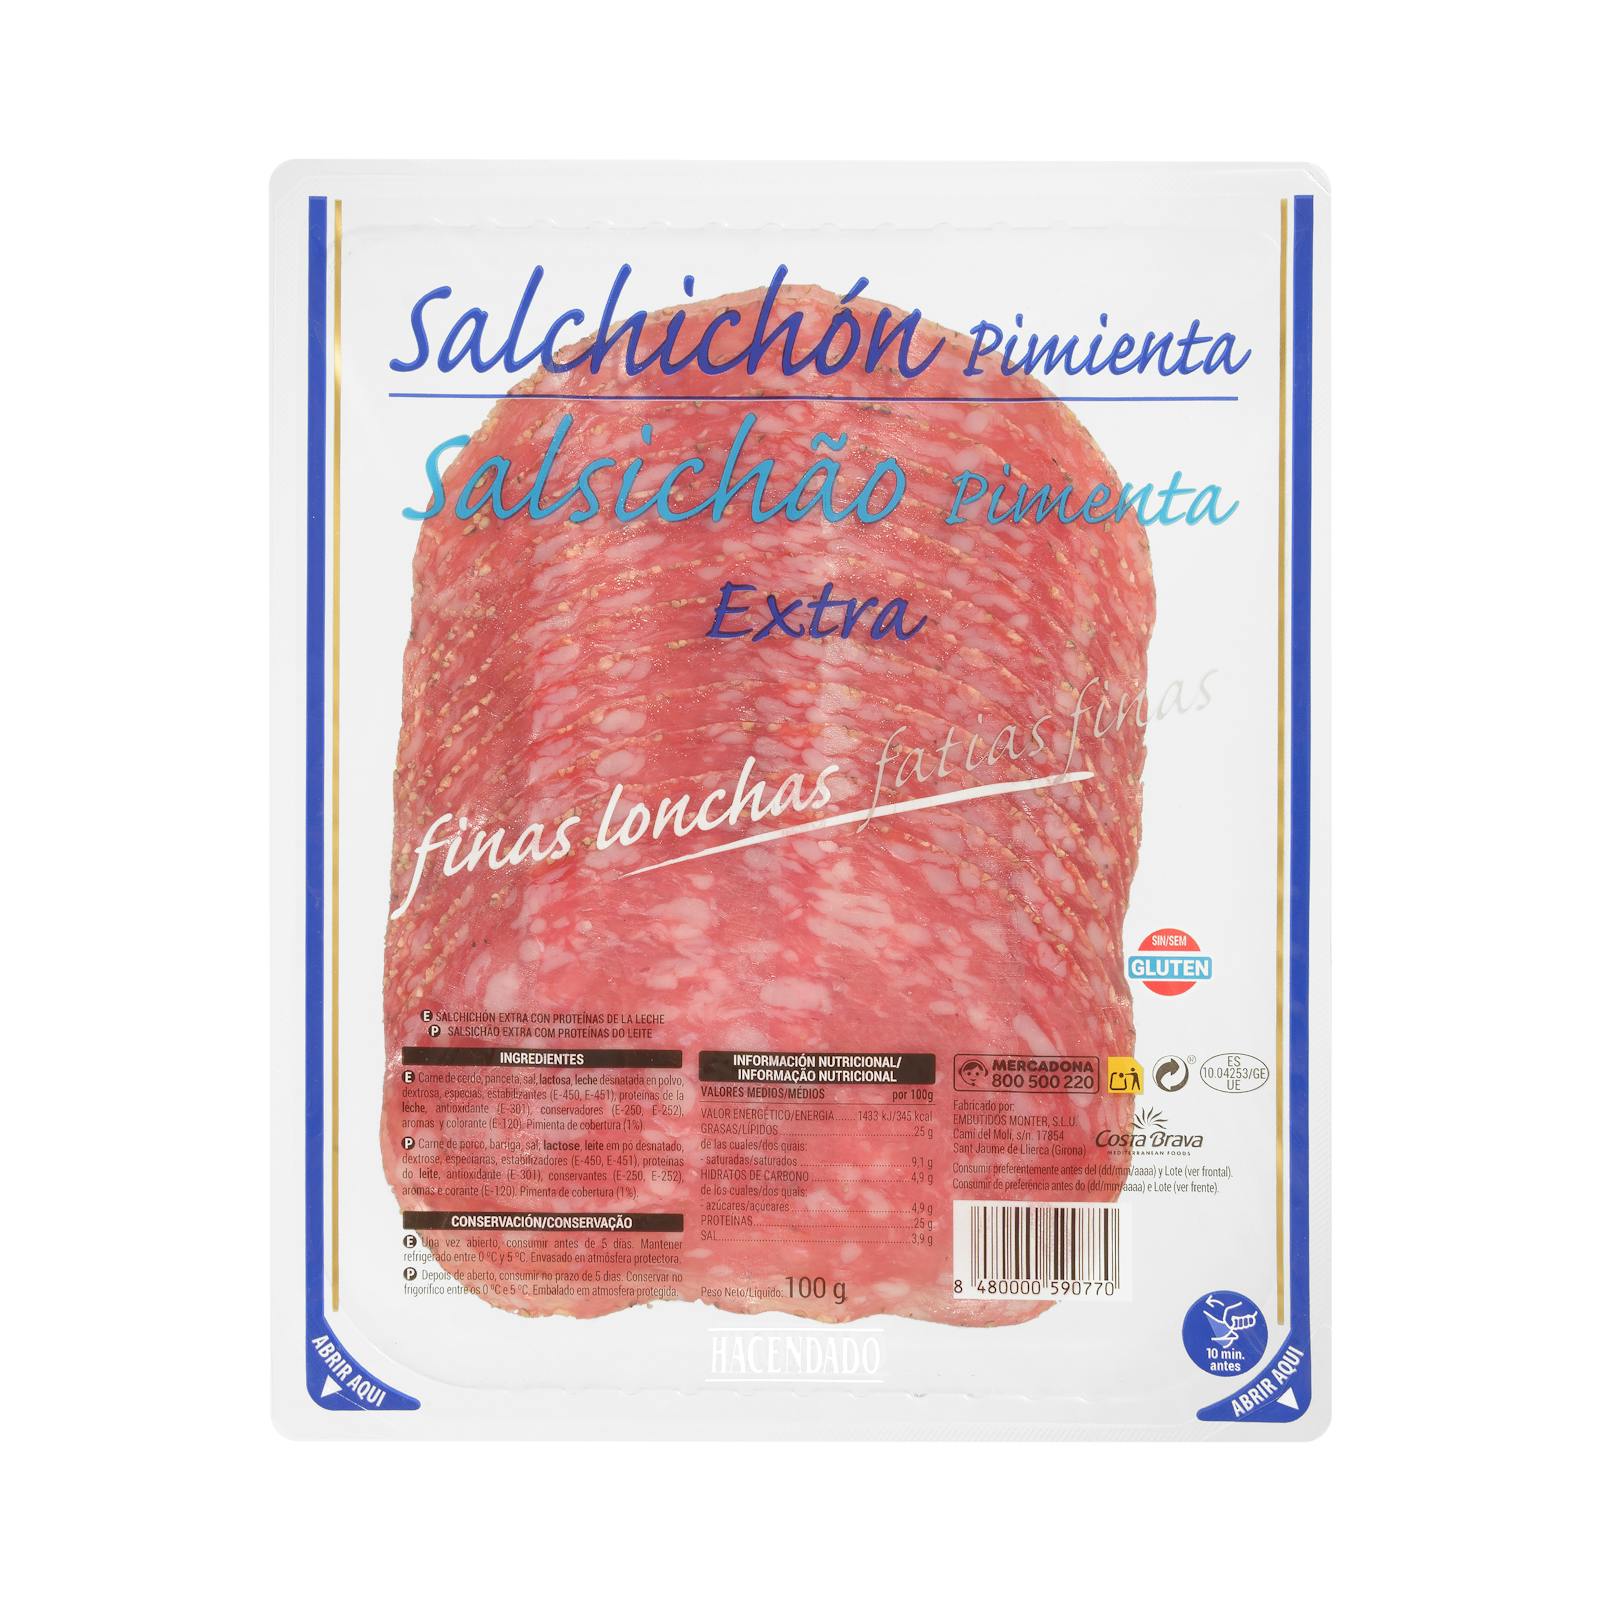 Salchichón Pimienta
Salsichão Pimenta
Extra
finas lonchas fatias finas
SIN/SEM
GLUTEN
E SALCHICHÓN EXTRA CON PROTEÍNAS DE LA LECHE
P SALSICHÃO EXTRA COM PROTEÍNAS DO LEITE
INGREDIENTES
E Carne de cerdo, panceta, sal, lactosa, leche desnatada en polvo,
dextrosa, especias, estabilizantes (E-450, E-451), proteínas de la
leche, antioxidante (E-301), conservadores (E-250, E-252),
aromas y colorante (E-120). Pimienta de cobertura (1%).
P Carne de porco, barriga, sal, lactose, leite em pó desnatado,
dextrose, especiarias, estabilizadores (E-450, E-451), proteínas
do leite, antioxidante (E-301), conservantes (E-250, E-252),
aromas e corante (E-120). Pimenta de cobertura (1%).
CONSERVACIÓN/CONSERVAÇÃO
E Una vez abierto, consumir antes de 5 días. Mantener
refrigerado entre 0 ºC y 5 ºC. Envasado en atmósfera protectora.
P Depois de aberto, consumir no prazo de 5 dias. Conservar no
frigorífico entre os 0 ºC e 5 ºC. Embalado em atmosfera protegida.
INFORMACIÓN NUTRICIONAL/
INFORMAÇÃO NUTRICIONAL
VALORES MEDIOS/MÉDIOS por 100g
VALOR ENERGÉTICO/ENERGIA 1433 kJ/345 kcal
GRASAS/LÍPIDOS 25 g
de las cuales/dos quais:
- saturadas/saturados 9,1 g
HIDRATOS DE CARBONO 4,9 g
de los cuales/dos quais:
- azúcares/açúcares 4,9 g
PROTEINAS 25 g
SAL 3,9 g
Peso Neto/Líquido: 100 g
MERCADONA
800 500 220
ES
10.04253/GE
UE
Fabricado por:
EMBUTIDOS MONTER, S.L.U.
Camí del Molí, s/n. 17854
Sant Jaume de Llierca (Girona)
Costa Brava
MEDITERRANEAN FOODS
Consumir preferentemente antes del (dd/mm/aaaa) y Lote (ver frontal).
Consumir de preferência antes do (dd/mm/aaaa) e Lote (ver frente).
8 480000 590770
HACENDADO
10 min.
antes
ABRIR AQUI
ABRIR AQUI